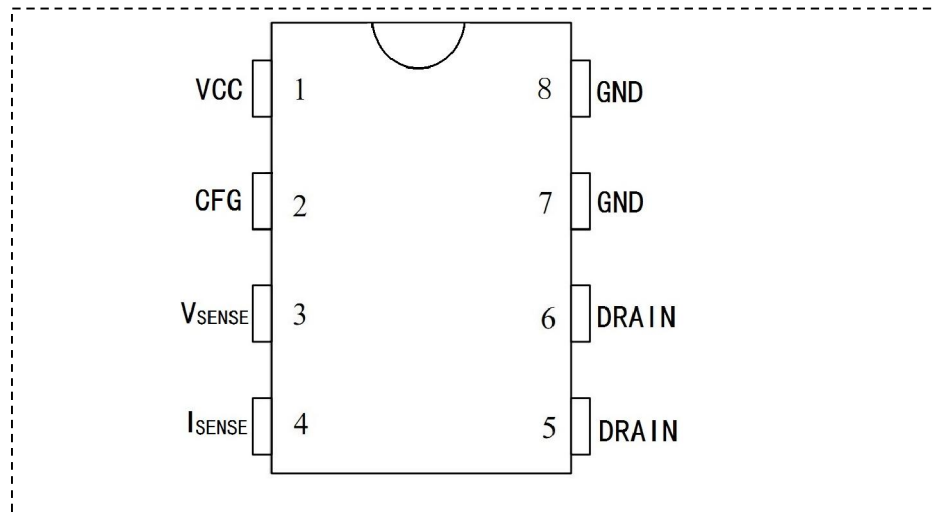 VCC 1 8 GND
CFG 2 7 GND
VSENSE 3 6 DRAIN
ISENSE 4 5 DRAIN